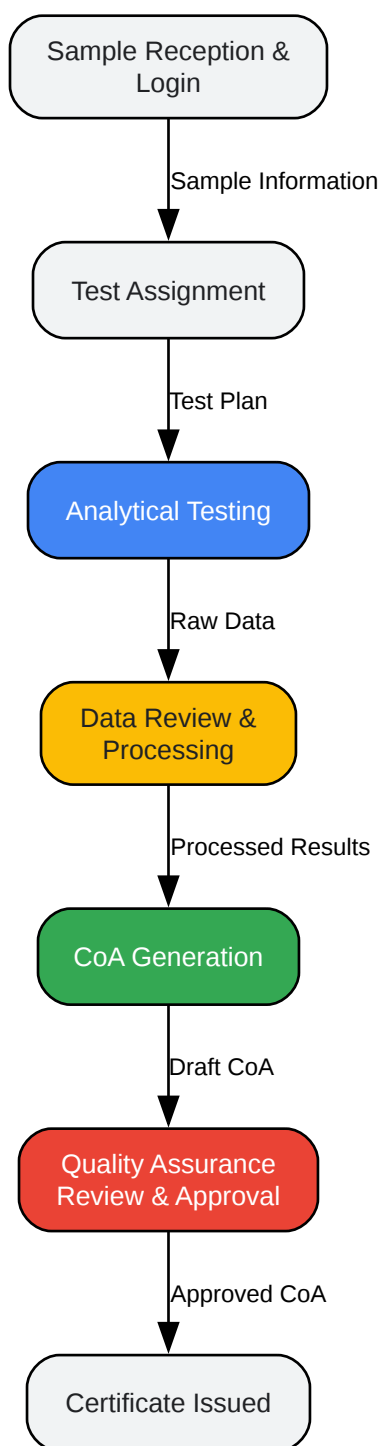 Sample Reception &
Login
Sample Information
Test Assignment
Test Plan
Analytical Testing
Raw Data
Data Review &
Processing
Processed Results
CoA Generation
Draft CoA
Quality Assurance
Review & Approval
Approved CoA
Certificate Issued